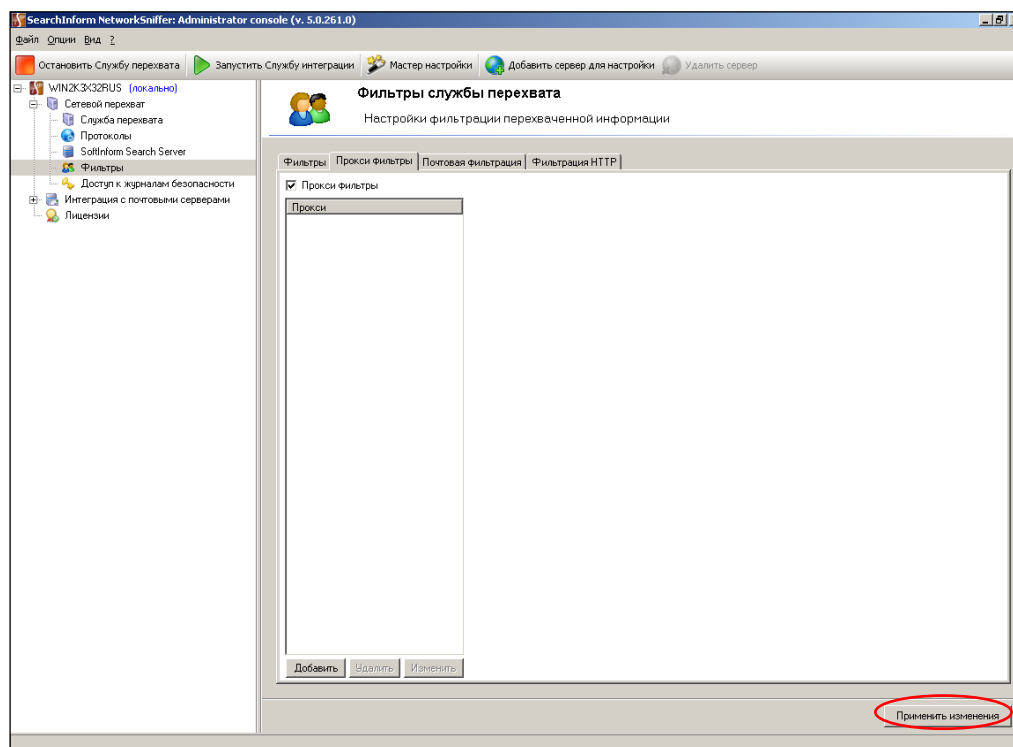 SearchInform NetworkSniffer: Administrator console (v. 5.0.261.0)
Файл Опции Вид ?
Остановить Службу перехвата Запустить Службу интеграции Мастер настройки Добавить сервер для настройки Удалить сервер
WIN2K3X32RUS (локально)
Сетевой перехват
Служба перехвата
Протоколы
SoftInform Search Server
Фильтры
Доступ к журналам безопасности
Интеграция с почтовыми серверами
Лицензии
Фильтры службы перехвата
Настройки фильтрации перехваченной информации
Фильтры Прокси фильтры Почтовая фильтрация Фильтрация HTTP
Прокси фильтры
Прокси
Добавить Удалить Изменить
Применить изменения